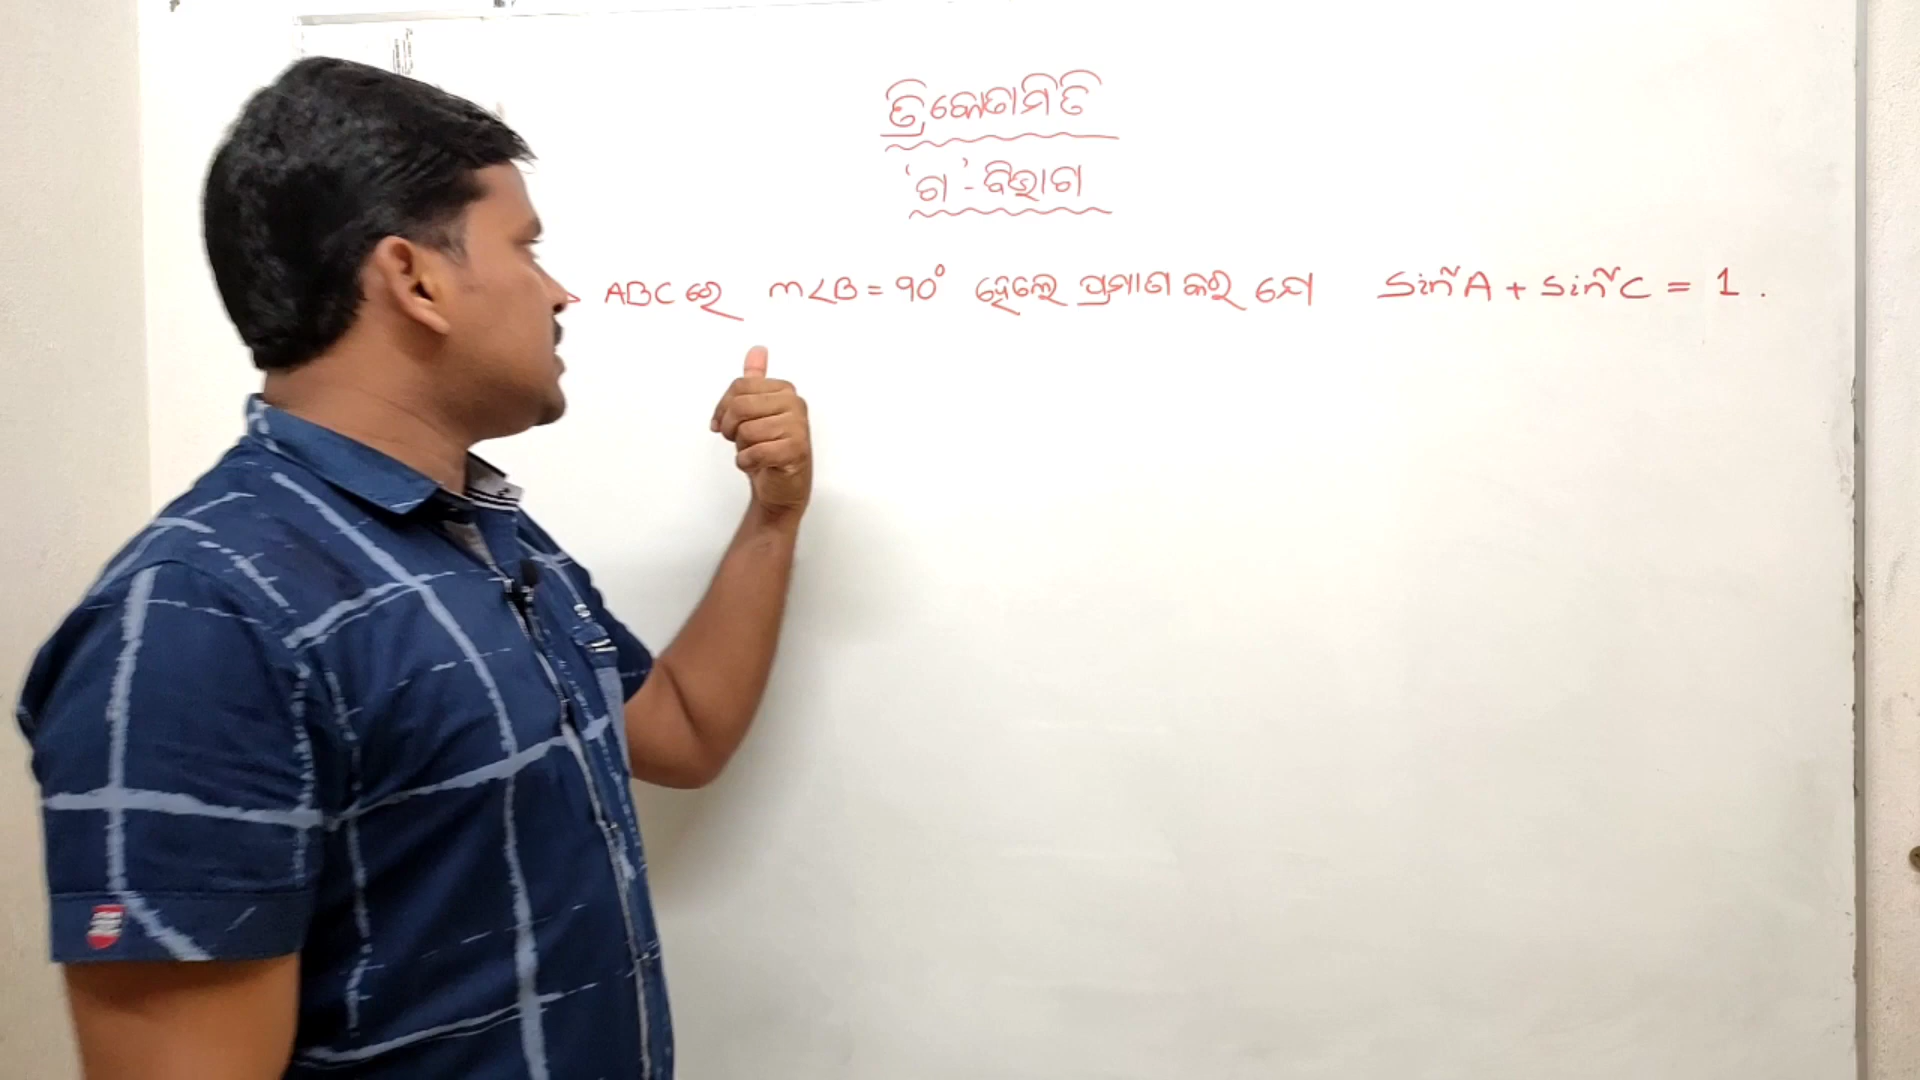 ତ୍ରିକୋଣମିତି
'ଗ' - ବିଭାଗ
△ ABC ରେ m∠B = 90° ହେଲେ ପ୍ରମାଣ କର ଯେ sin²A + sin²C = 1.